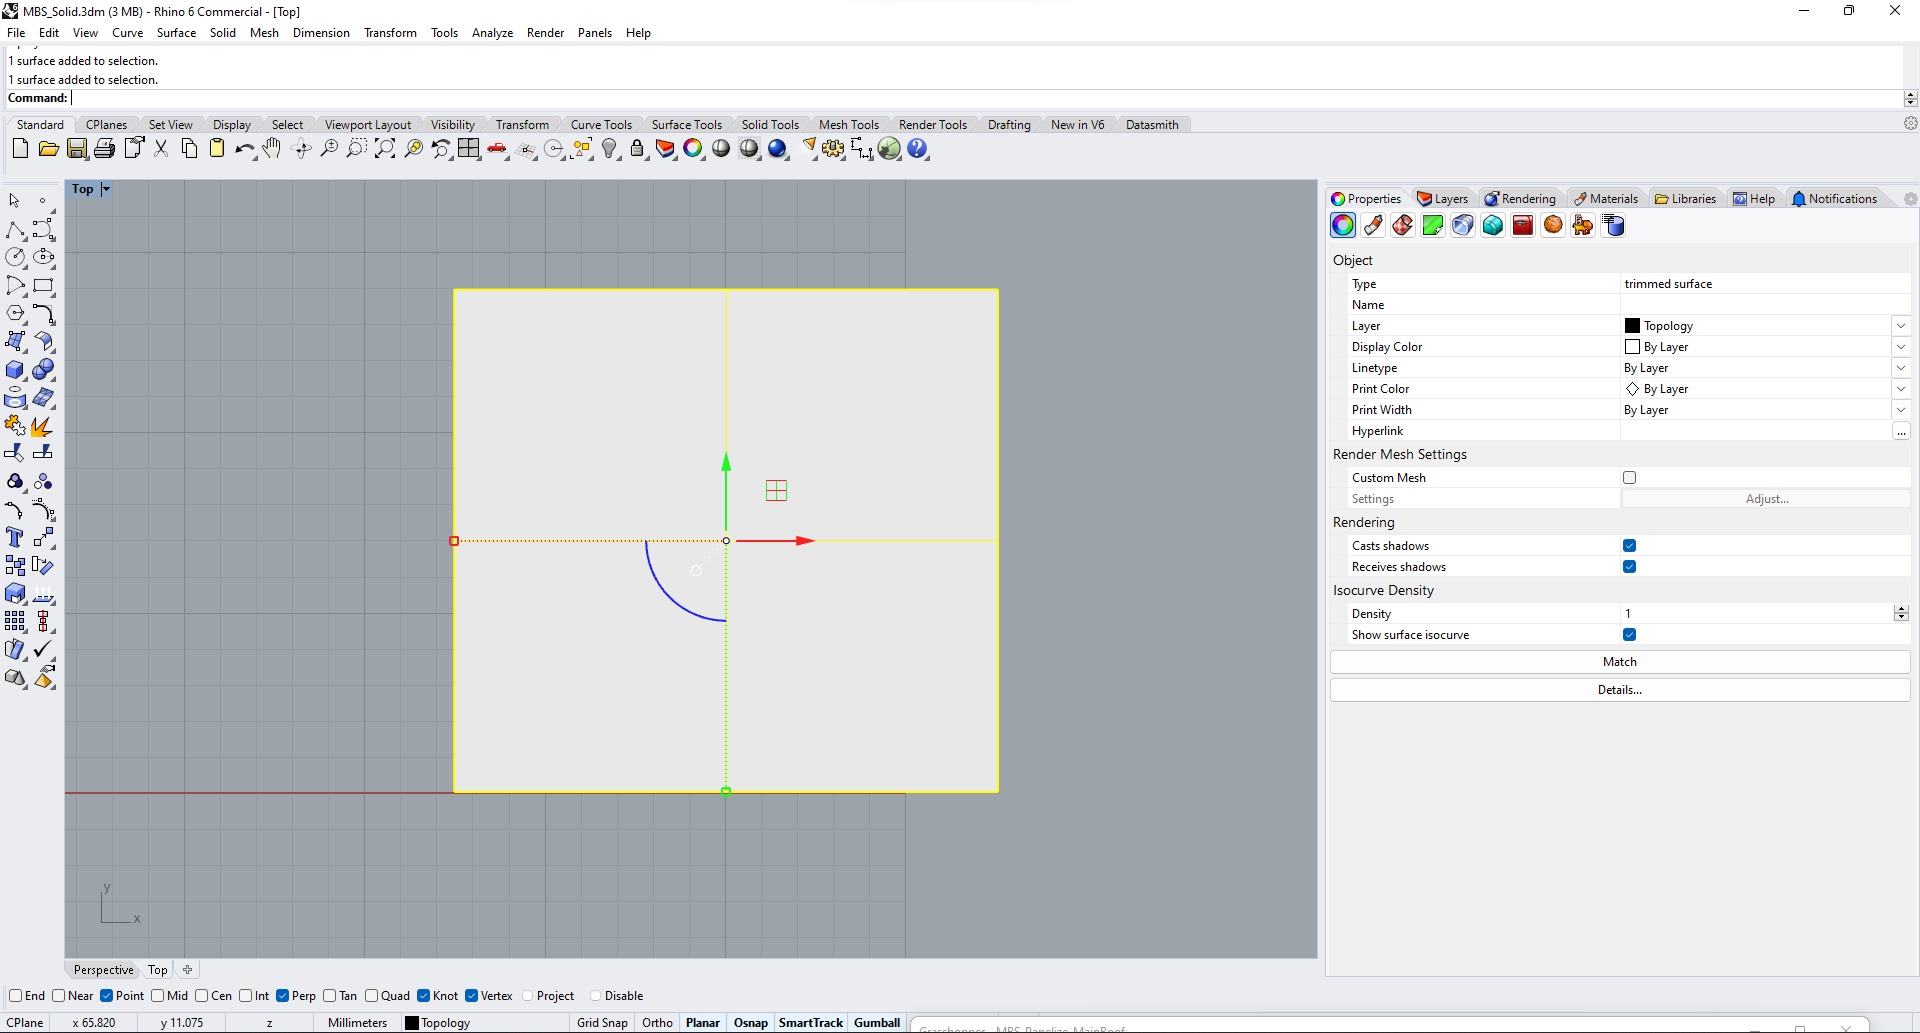 MBS_Solid.3dm (3 MB) - Rhino 6 Commercial - [Top]
File Edit View Curve Surface Solid Mesh Dimension Transform Tools Analyze Render Panels Help
1 surface added to selection.
1 surface added to selection.
Command:
Standard CPlanes Set View Display Select Viewport Layout Visibility Transform Curve Tools Surface Tools Solid Tools Mesh Tools Render Tools Drafting New in V6 Datasmith
Top
Properties Layers Rendering Materials Libraries Help Notifications
Object
Type trimmed surface
Name
Layer Topology
Display Color By Layer
Linetype By Layer
Print Color By Layer
Print Width By Layer
Hyperlink ...
Render Mesh Settings
Custom Mesh
Settings Adjust...
Rendering
Casts shadows
Receives shadows
Isocurve Density
Density 1
Show surface isocurve
Match
Details...
y
x
Perspective Top
End Near Point Mid Cen Int Perp Tan Quad Knot Vertex Project Disable
CPlane x 65.820 y 11.075 z Millimeters Topology Grid Snap Ortho Planar Osnap SmartTrack Gumball
Grasshopper - MBS_Panelize_MainRoof